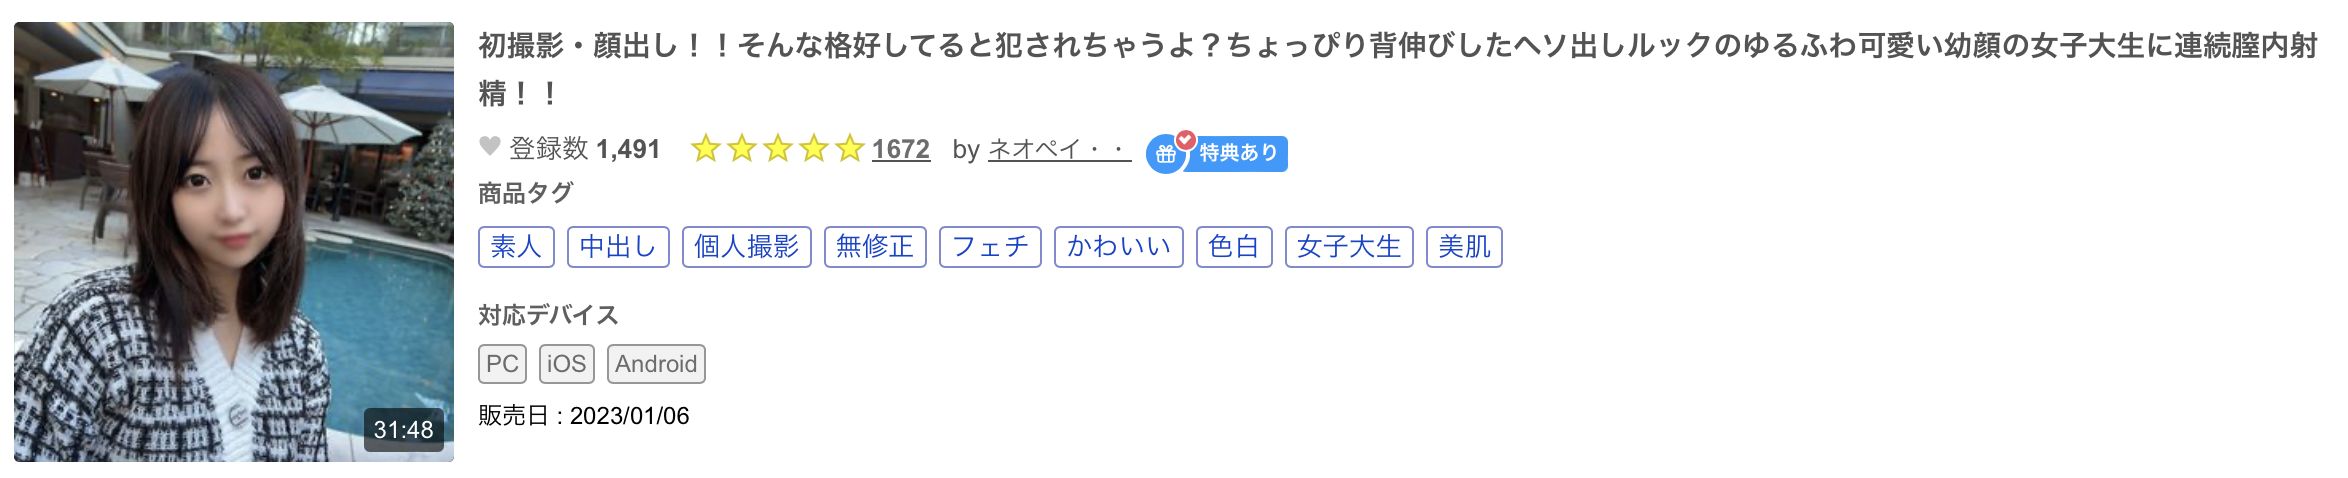 初撮影・顔出し！！そんな格好してると犯されちゃうよ？ちょっぴり背伸びしたヘソ出しルックのゆるふわ可愛い幼顔の女子大生に連続膣内射
精！！
登録数 1,491 1672 by ネオペイ・・ 特典あり
商品タグ
素人 中出し 個人撮影 無修正 フェチ かわいい 色白 女子大生 美肌
対応デバイス
PC iOS Android
販売日 : 2023/01/06
31:48